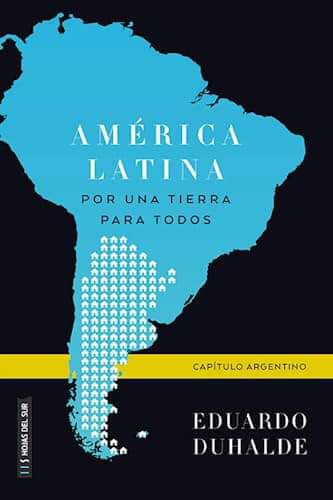 AMÉRICA
LATINA
POR UNA TIERRA
PARA TODOS
CAPÍTULO ARGENTINO
EDUARDO
DUHALDE
HOJAS DEL SUR